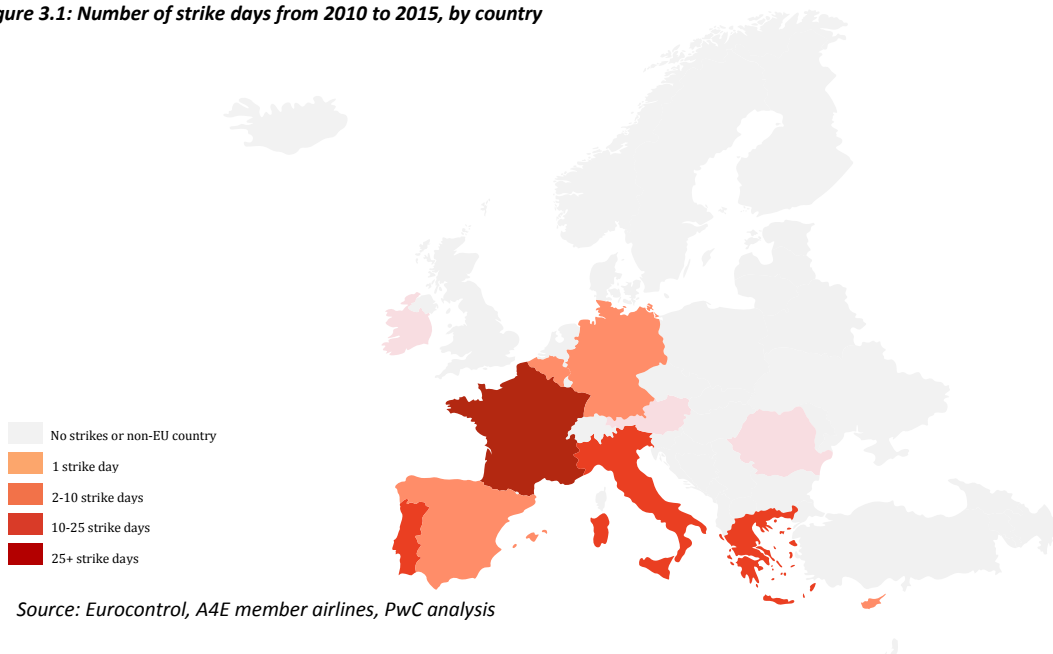 gure 3.1: Number of strike days from 2010 to 2015, by country
No strikes or non-EU country
1 strike day
2-10 strike days
10-25 strike days
25+ strike days
Source: Eurocontrol, A4E member airlines, PwC analysis